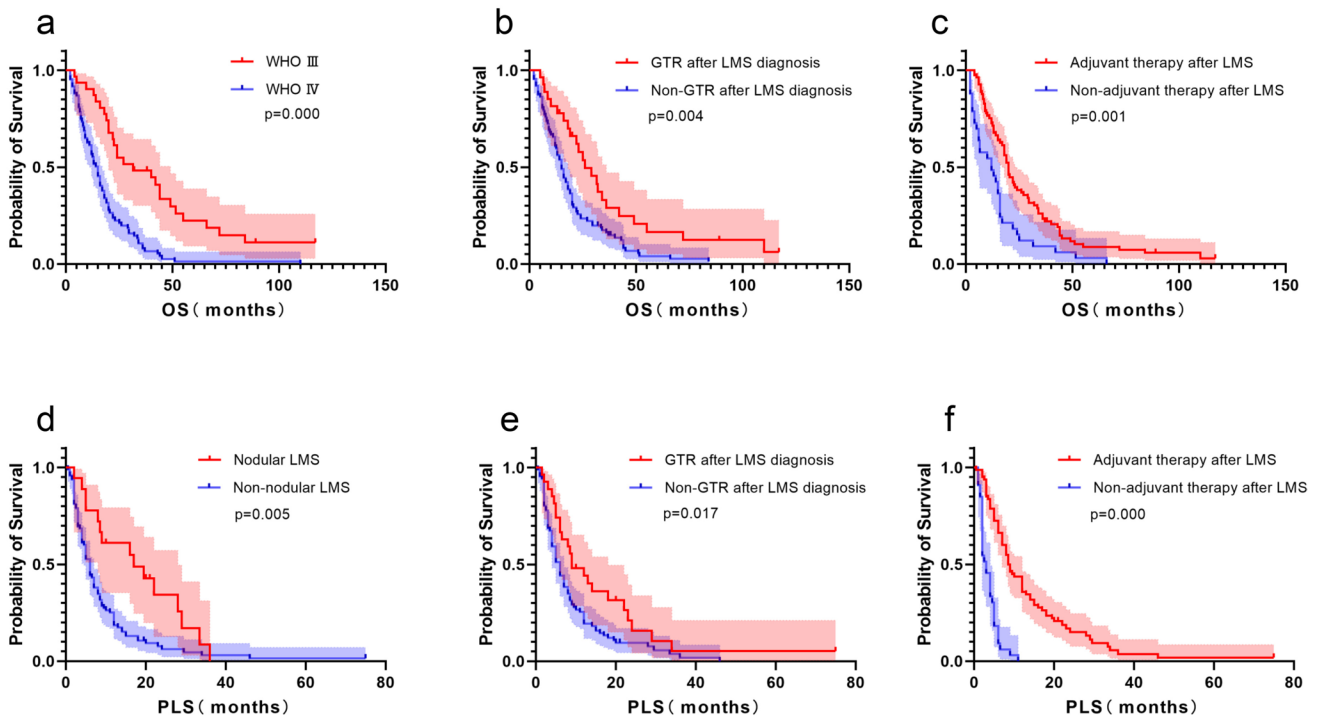 a
WHO Ⅲ
WHO Ⅳ
p=0.000
Probability of Survival
1.0
0.5
0.0
0 50 100 150
OS( months)
b
GTR after LMS diagnosis
Non-GTR after LMS diagnosis
p=0.004
Probability of Survival
1.0
0.5
0.0
0 50 100 150
OS( months)
c
Adjuvant therapy after LMS
Non-adjuvant therapy after LMS
p=0.001
Probability of Survival
1.0
0.5
0.0
0 50 100 150
OS( months)
d
Nodular LMS
Non-nodular LMS
p=0.005
Probability of Survival
1.0
0.5
0.0
0 20 40 60 80
PLS( months)
e
GTR after LMS diagnosis
Non-GTR after LMS diagnosis
p=0.017
Probability of Survival
1.0
0.5
0.0
0 20 40 60 80
PLS( months)
f
Adjuvant therapy after LMS
Non-adjuvant therapy after LMS
p=0.000
Probability of Survival
1.0
0.5
0.0
0 20 40 60 80
PLS( months)